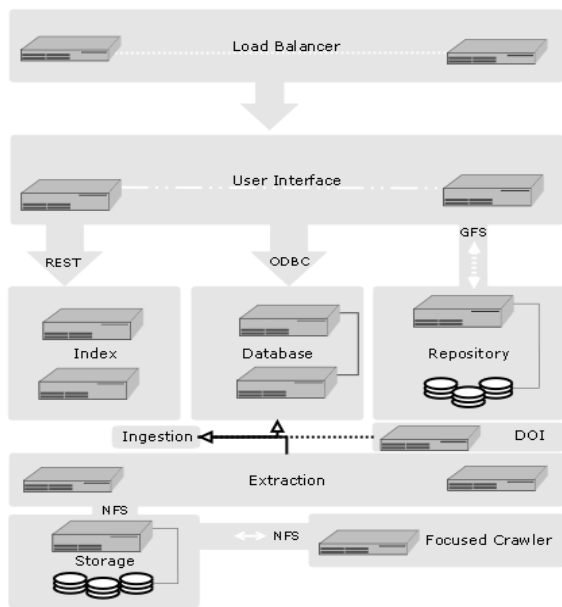 Load Balancer
User Interface
GFS
REST
ODBC
Index
Database
Repository
Ingestion
DOI
Extraction
NFS
NFS
Focused Crawler
Storage